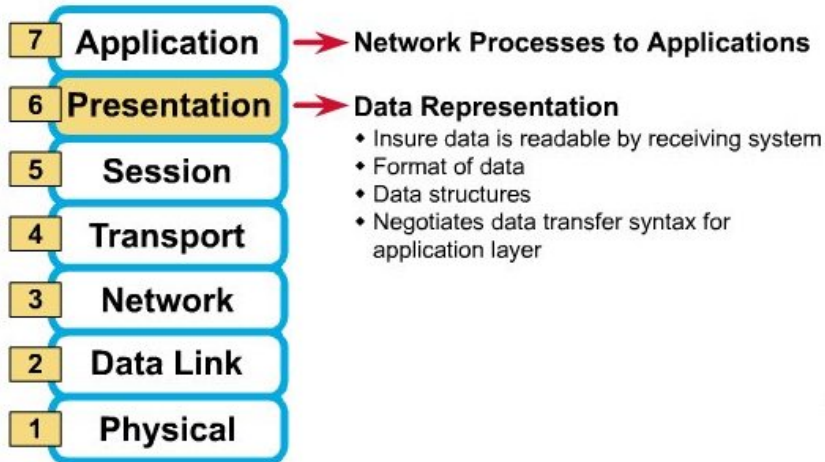 7 Application Network Processes to Applications
6 Presentation Data Representation
◆ Insure data is readable by receiving system
◆ Format of data
◆ Data structures
◆ Negotiates data transfer syntax for
application layer
5 Session
4 Transport
3 Network
2 Data Link
1 Physical